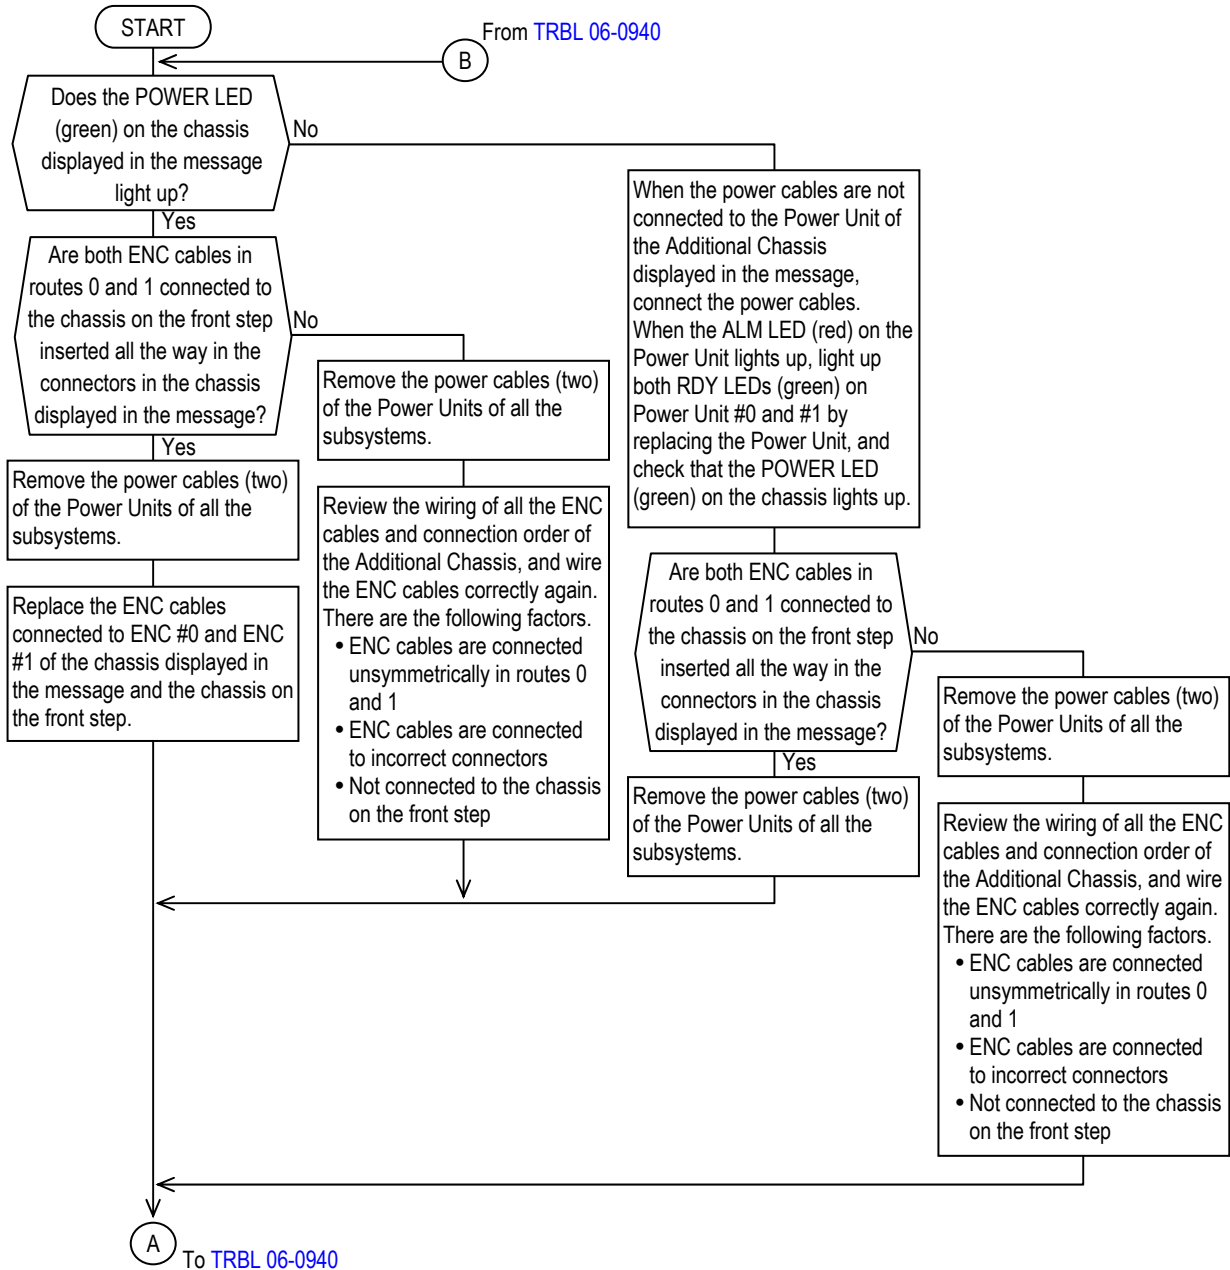 START
From TRBL 06-0940
B
Does the POWER LED
(green) on the chassis
displayed in the message
light up?
No
Yes
When the power cables are not
connected to the Power Unit of
the Additional Chassis
displayed in the message,
connect the power cables.
When the ALM LED (red) on the
Power Unit lights up, light up
both RDY LEDs (green) on
Power Unit #0 and #1 by
replacing the Power Unit, and
check that the POWER LED
(green) on the chassis lights up.
Are both ENC cables in
routes 0 and 1 connected to
the chassis on the front step
inserted all the way in the
connectors in the chassis
displayed in the message?
No
Yes
Remove the power cables (two)
of the Power Units of all the
subsystems.
Review the wiring of all the ENC
cables and connection order of
the Additional Chassis, and wire
the ENC cables correctly again.
There are the following factors.
• ENC cables are connected
unsymmetrically in routes 0
and 1
• ENC cables are connected
to incorrect connectors
• Not connected to the chassis
on the front step
Remove the power cables (two)
of the Power Units of all the
subsystems.
Replace the ENC cables
connected to ENC #0 and ENC
#1 of the chassis displayed in
the message and the chassis on
the front step.
Are both ENC cables in
routes 0 and 1 connected to
the chassis on the front step
inserted all the way in the
connectors in the chassis
displayed in the message?
No
Yes
Remove the power cables (two)
of the Power Units of all the
subsystems.
Remove the power cables (two)
of the Power Units of all the
subsystems.
Review the wiring of all the ENC
cables and connection order of
the Additional Chassis, and wire
the ENC cables correctly again.
There are the following factors.
• ENC cables are connected
unsymmetrically in routes 0
and 1
• ENC cables are connected
to incorrect connectors
• Not connected to the chassis
on the front step
A
To TRBL 06-0940